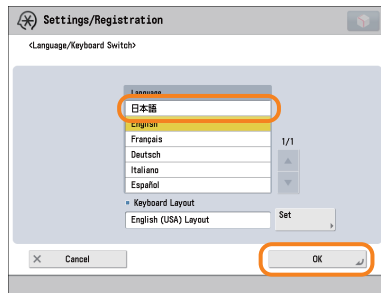 Settings/Registration
<Language/Keyboard Switch>
Language
日本語
English
Français
Deutsch
Italiano
Español
1/1
Keyboard Layout
English (USA) Layout
Set
Cancel
OK